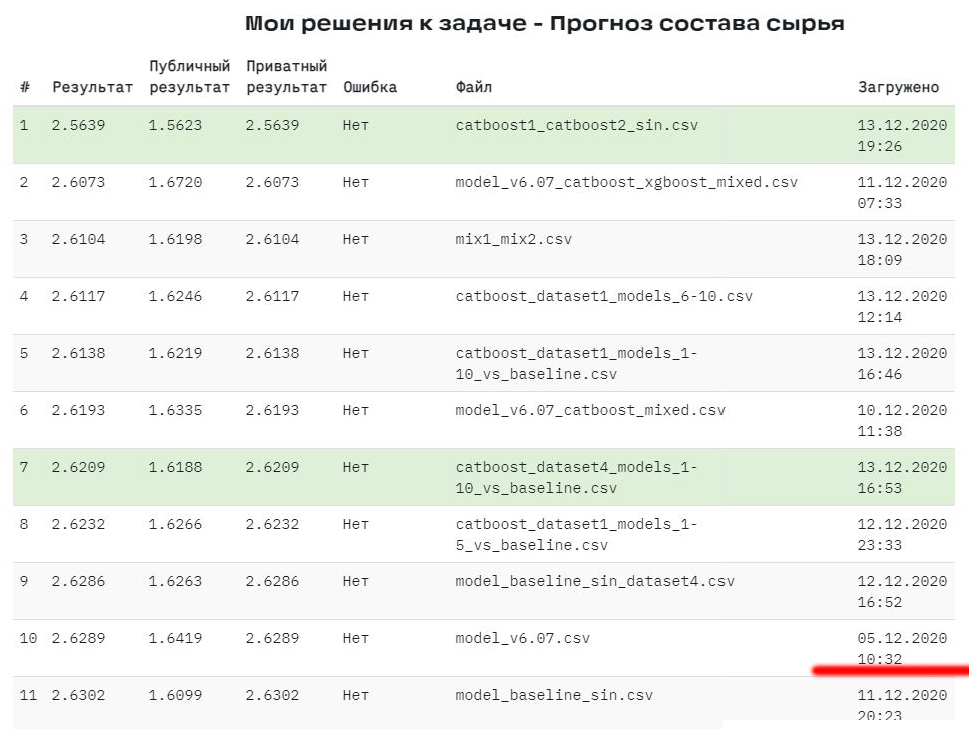 Мои решения к задаче - Прогноз состава сырья
Публичный Приватный
# Результат результат результат Ошибка Файл Загружено
1 2.5639 1.5623 2.5639 Нет catboost1_catboost2_sin.csv 13.12.2020
19:26
2 2.6073 1.6720 2.6073 Нет model_v6.07_catboost_xgboost_mixed.csv 11.12.2020
07:33
3 2.6104 1.6198 2.6104 Нет mix1_mix2.csv 13.12.2020
18:09
4 2.6117 1.6246 2.6117 Нет catboost_dataset1_models_6-10.csv 13.12.2020
12:14
5 2.6138 1.6219 2.6138 Нет catboost_dataset1_models_1- 13.12.2020
10_vs_baseline.csv 16:46
6 2.6193 1.6335 2.6193 Нет model_v6.07_catboost_mixed.csv 10.12.2020
11:38
7 2.6209 1.6188 2.6209 Нет catboost_dataset4_models_1- 13.12.2020
10_vs_baseline.csv 16:53
8 2.6232 1.6266 2.6232 Нет catboost_dataset1_models_1- 12.12.2020
5_vs_baseline.csv 23:33
9 2.6286 1.6263 2.6286 Нет model_baseline_sin_dataset4.csv 12.12.2020
16:52
10 2.6289 1.6419 2.6289 Нет model_v6.07.csv 05.12.2020
10:32
11 2.6302 1.6099 2.6302 Нет model_baseline_sin.csv 11.12.2020
20:23